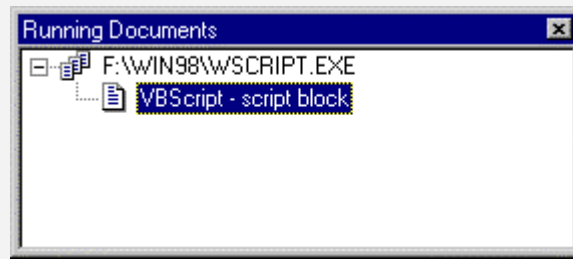 Running Documents
F:\WIN98\WSCRIPT.EXE
VBScript - script block